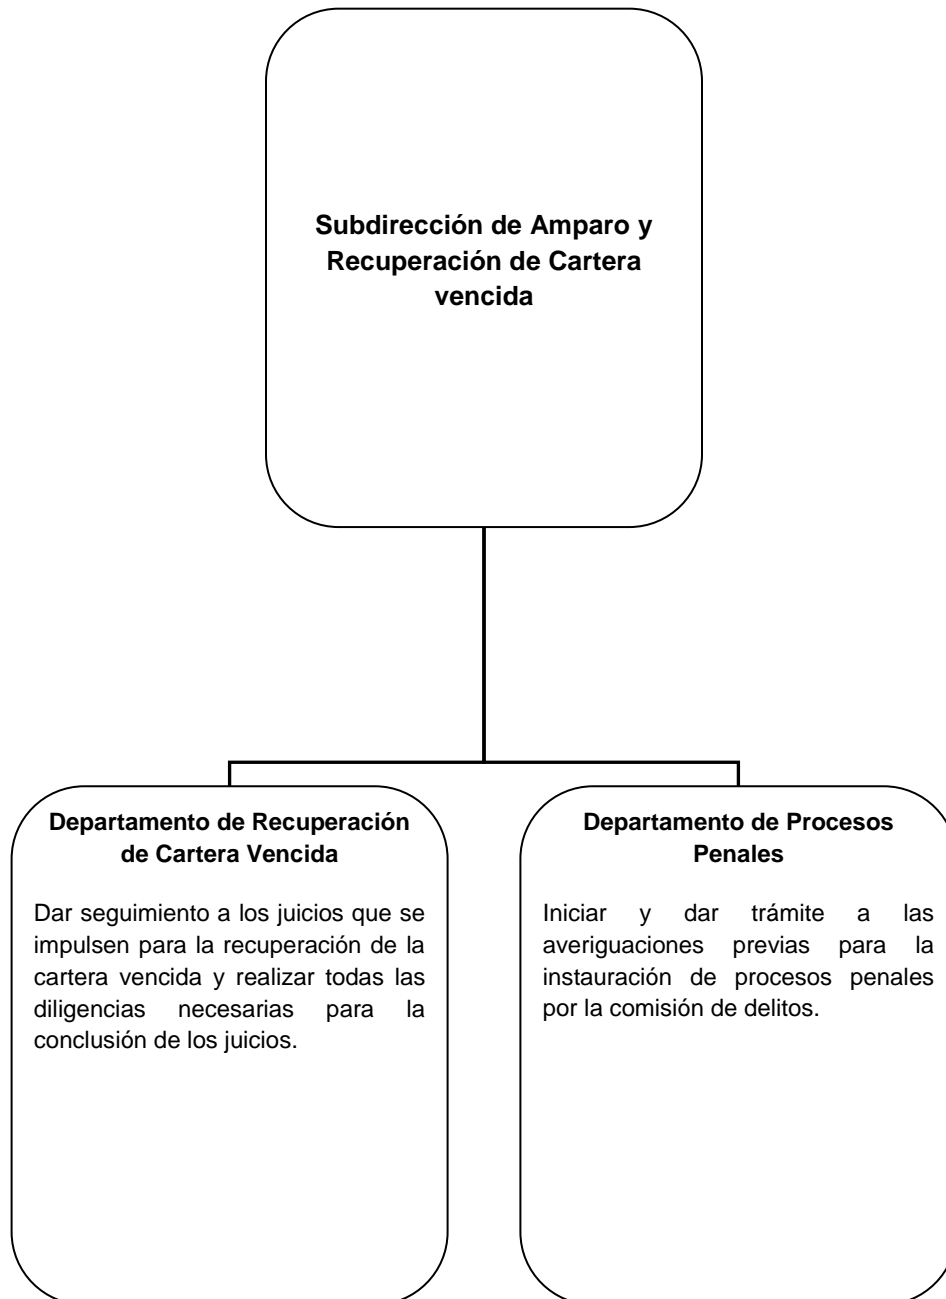 Subdirección de Amparo y
Recuperación de Cartera
vencida
Departamento de Recuperación
de Cartera Vencida
Dar seguimiento a los juicios que se
impulsen para la recuperación de la
cartera vencida y realizar todas las
diligencias necesarias para la
conclusión de los juicios.
Departamento de Procesos
Penales
Iniciar y dar trámite a las
averiguaciones previas para la
instauración de procesos penales
por la comisión de delitos.